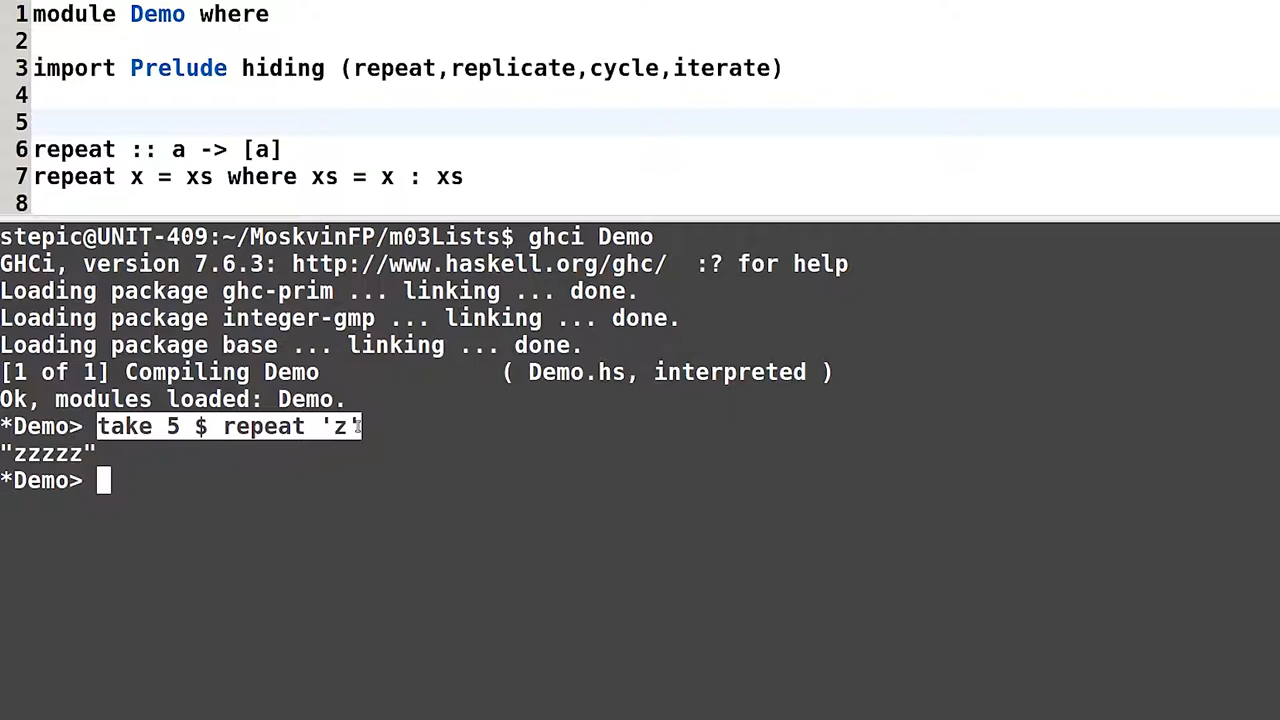 1 module Demo where
2
3 import Prelude hiding (repeat,replicate,cycle,iterate)
4
5
6 repeat :: a -> [a]
7 repeat x = xs where xs = x : xs
8
stepic@UNIT-409:~/MoskvinFP/m03Lists$ ghci Demo
GHCi, version 7.6.3: http://www.haskell.org/ghc/  :? for help
Loading package ghc-prim ... linking ... done.
Loading package integer-gmp ... linking ... done.
Loading package base ... linking ... done.
[1 of 1] Compiling Demo             ( Demo.hs, interpreted )
Ok, modules loaded: Demo.
*Demo> take 5 $ repeat 'z'
"zzzzz"
*Demo>